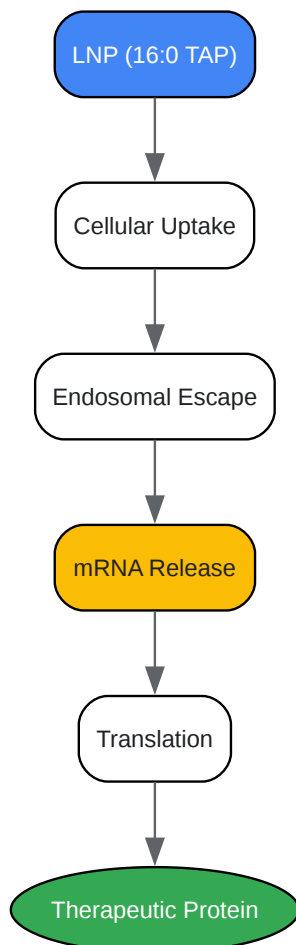 LNP (16:0 TAP)
Cellular Uptake
Endosomal Escape
mRNA Release
Translation
Therapeutic Protein